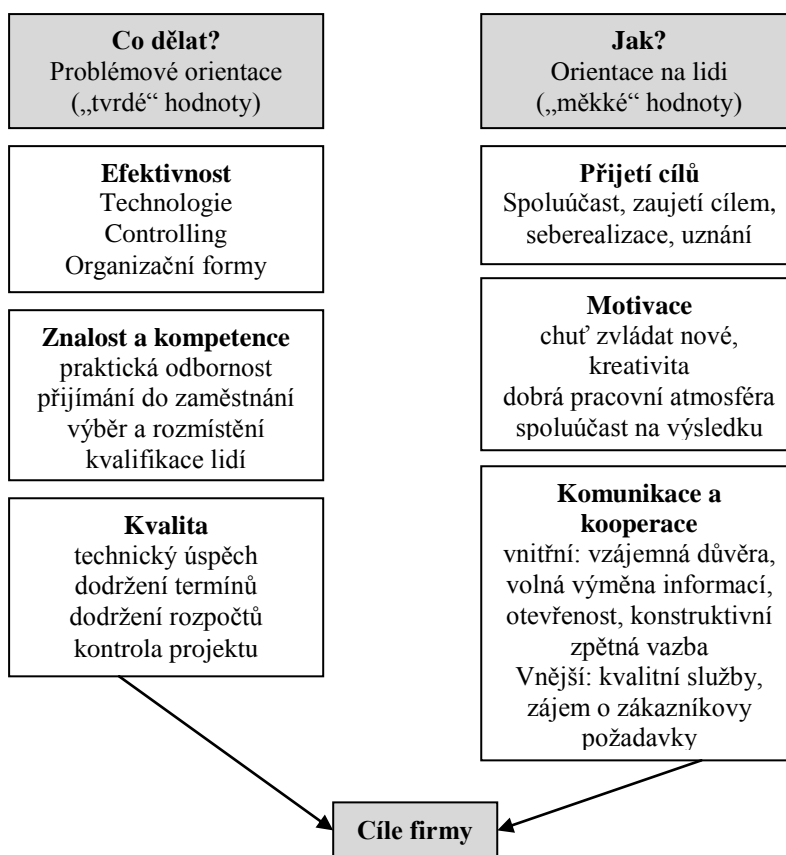 Co dělat?
Problémové orientace
(„tvrdé“ hodnoty)
Efektivnost
Technologie
Controlling
Organizační formy
Znalost a kompetence
praktická odbornost
přijímání do zaměstnání
výběr a rozmístění
kvalifikace lidí
Kvalita
technický úspěch
dodržení termínů
dodržení rozpočtů
kontrola projektu
Jak?
Orientace na lidi
(„měkké“ hodnoty)
Přijetí cílů
Spoluúčast, zaujetí cílem,
seberealizace, uznání
Motivace
chuť zvládat nové,
kreativita
dobrá pracovní atmosféra
spoluúčast na výsledku
Komunikace a
kooperace
vnitřní: vzájemná důvěra,
volná výměna informací,
otevřenost, konstruktivní
zpětná vazba
Vnější: kvalitní služby,
zájem o zákazníkovy
požadavky
Cíle firmy